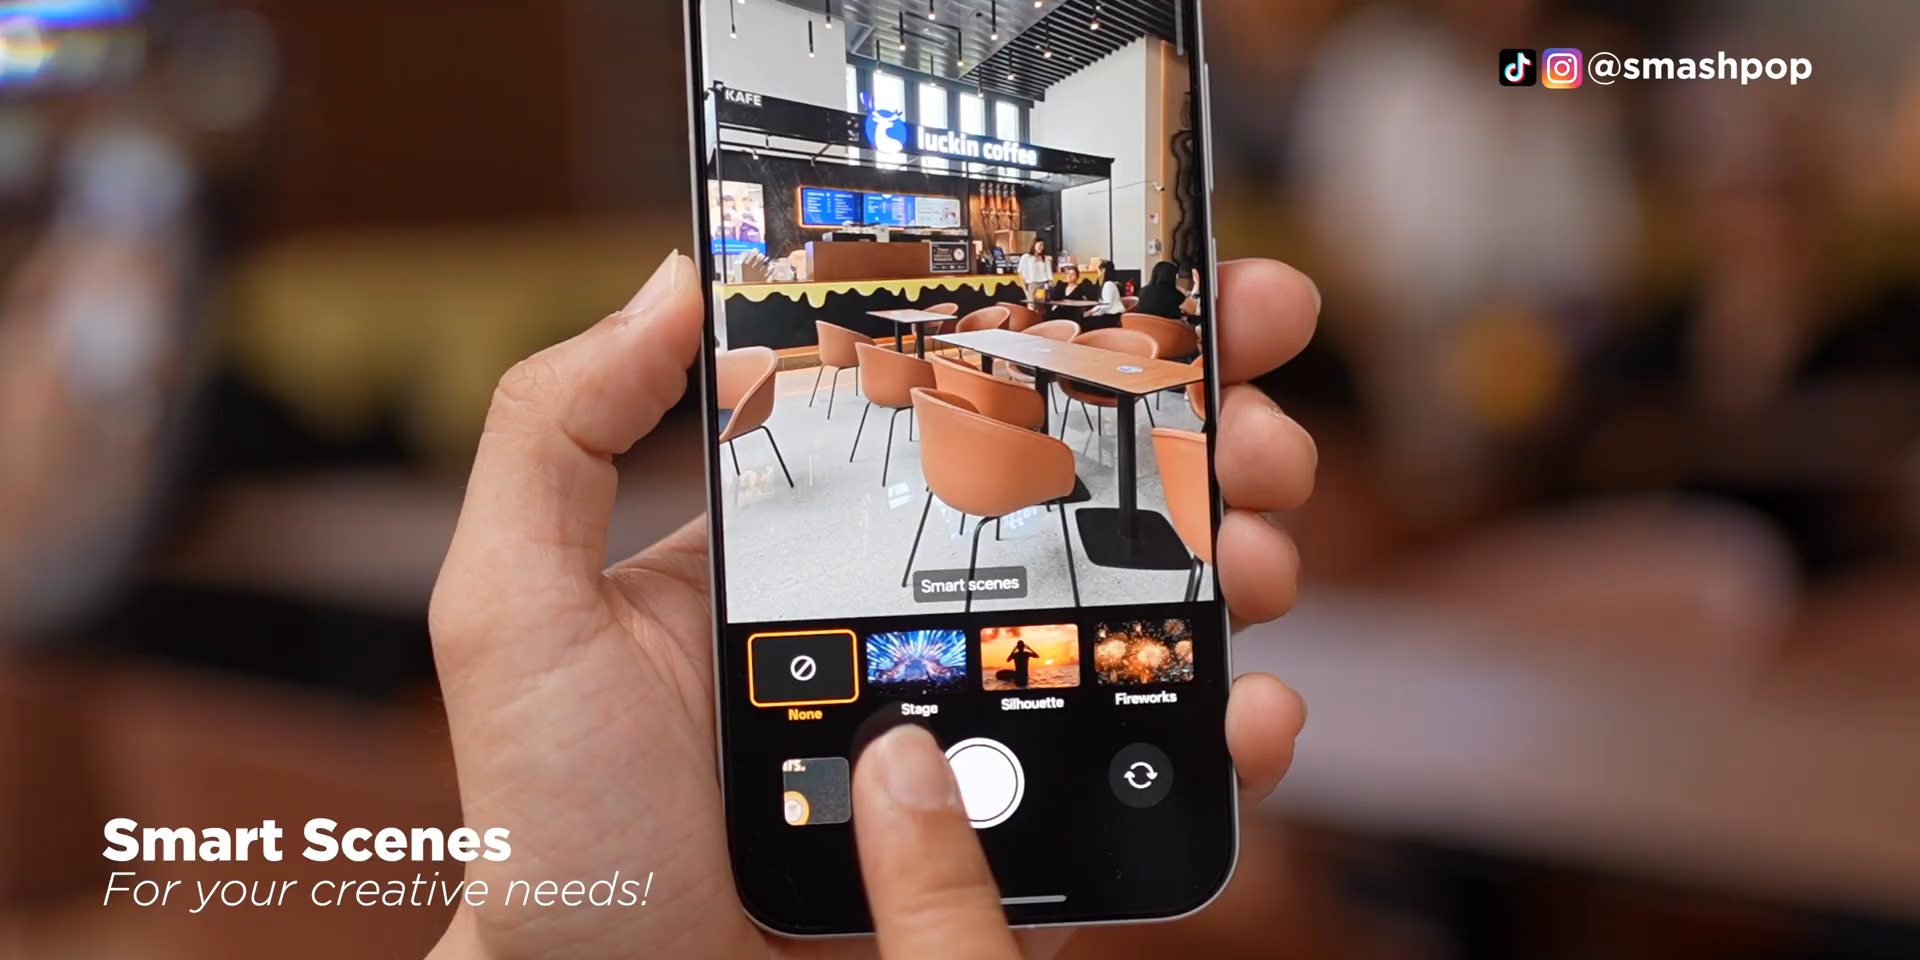 @smashpop
KAFE
luckin coffee
Smart scenes
None
Stage
Silhouette
Fireworks
Smart Scenes
For your creative needs!